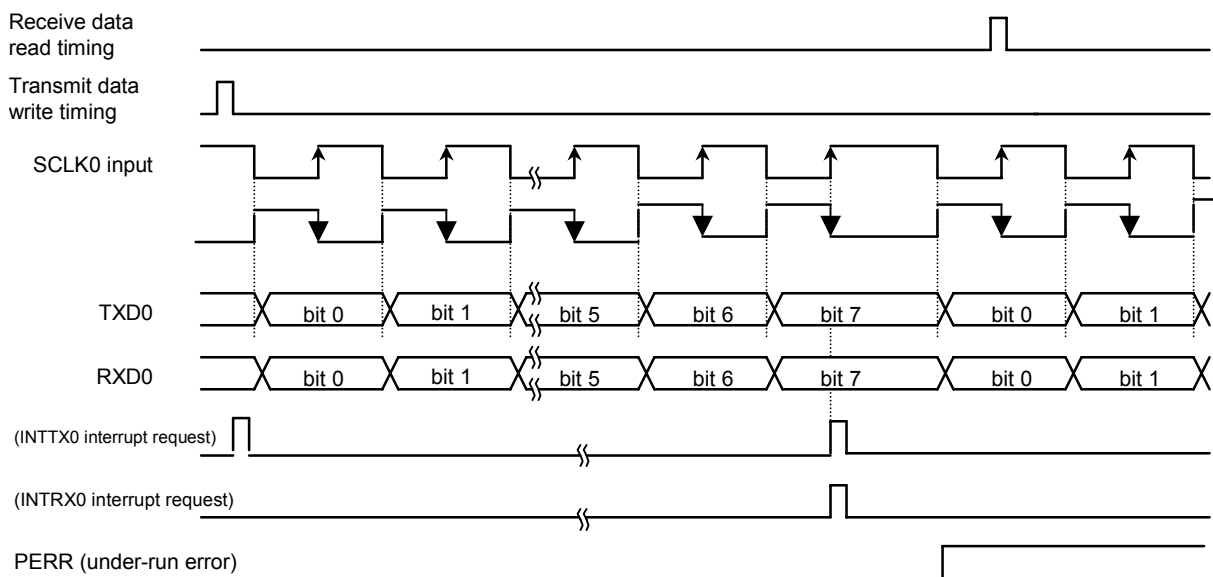 Receive data
read timing
Transmit data
write timing
SCLK0 input
TXD0
bit 0 bit 1 bit 5 bit 6 bit 7 bit 0 bit 1
RXD0
bit 0 bit 1 bit 5 bit 6 bit 7 bit 0 bit 1
(INTTX0 interrupt request)
(INTRX0 interrupt request)
PERR (under-run error)